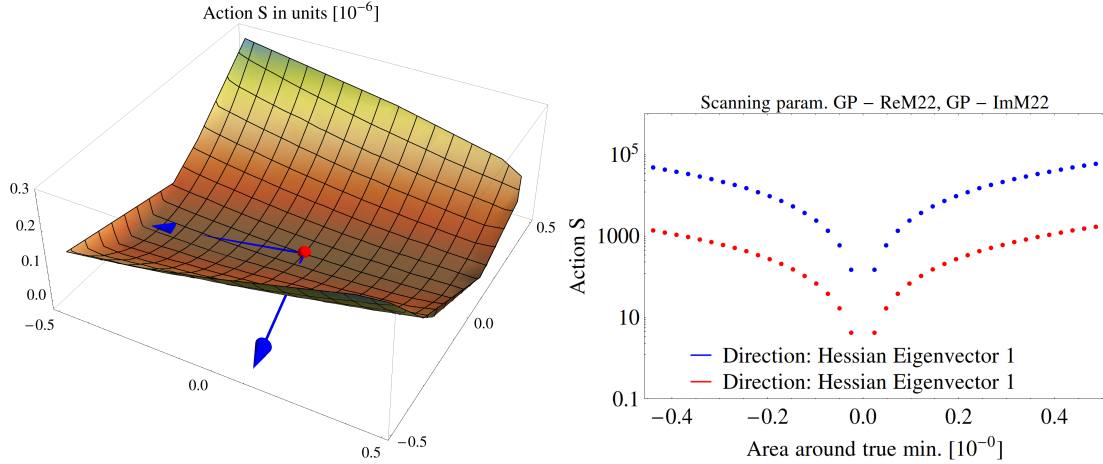 Action S in units [10⁻⁶]
0.3
0.2
0.1
0.0
−0.5
0.0
0.5
−0.5
0.0
0.5
Scanning param. GP − ReM22, GP − ImM22
Action S
10⁵
1000
10
0.1
Direction: Hessian Eigenvector 1
Direction: Hessian Eigenvector 1
−0.4 −0.2 0.0 0.2 0.4
Area around true min. [10⁻⁰]